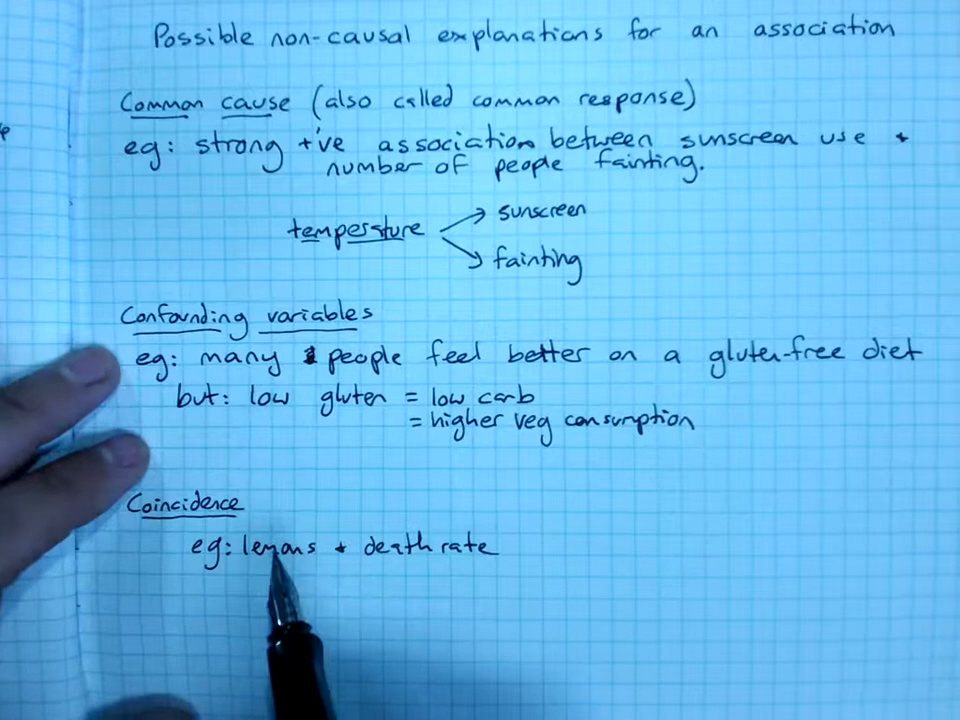 Possible non-causal explanations for an association
Common cause (also called common response)
eg: strong +'ve association between sunscreen use +
number of people fainting.
temperature
sunscreen
fainting
Confounding variables
eg: many people feel better on a gluten-free diet
but: low gluten = low carb
= higher veg consumption
Coincidence
eg: lemons + death rate